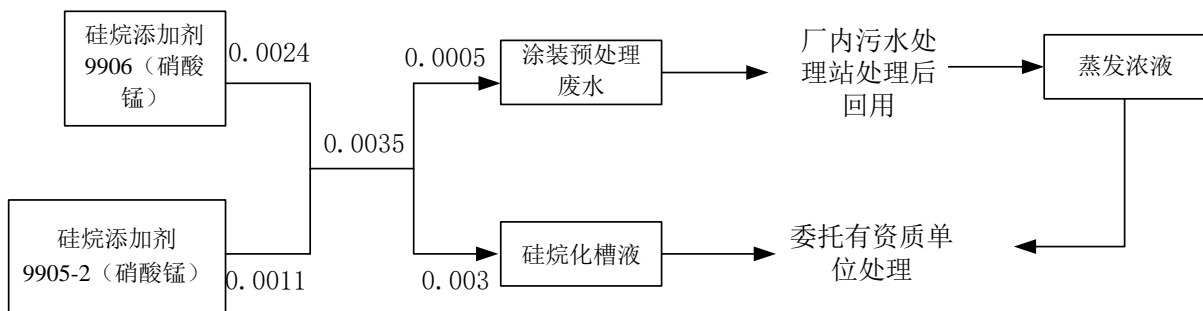 硅烷添加剂
9906（硝酸
锰）
0.0024
0.0005
涂装预处理
废水
厂内污水处
理站处理后
回用
蒸发浓液
0.0035
硅烷添加剂
9905-2（硝酸锰）
0.0011
0.003
硅烷化槽液
委托有资质单
位处理